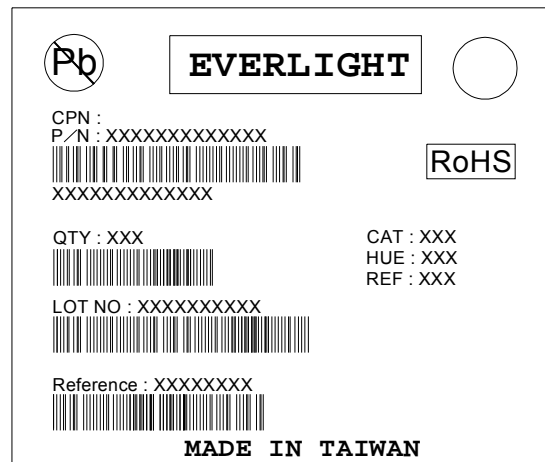 Pb
EVERLIGHT
CPN :
P/N : XXXXXXXXXXXXX
RoHS
XXXXXXXXXXXXX
QTY : XXX
CAT : XXX
HUE : XXX
REF : XXX
LOT NO : XXXXXXXXXX
Reference : XXXXXXXX
MADE IN TAIWAN